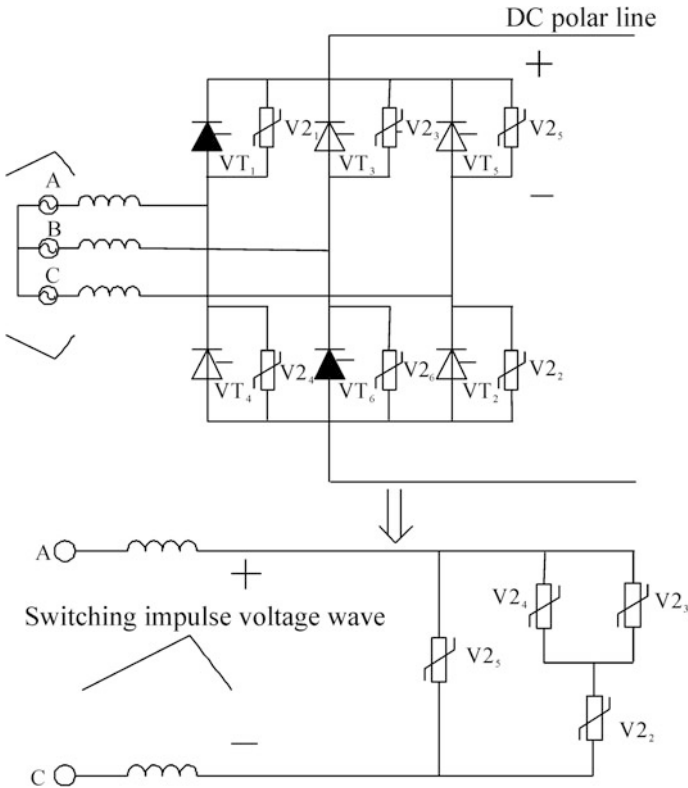 DC polar line
+
V2₁
V2₃
V2₅
VT₁
VT₃
VT₅
−
A
B
C
V2₄
V2₆
V2₂
VT₄
VT₆
VT₂
A
+
V2₄
V2₃
Switching impulse voltage wave
V2₅
V2₂
−
C